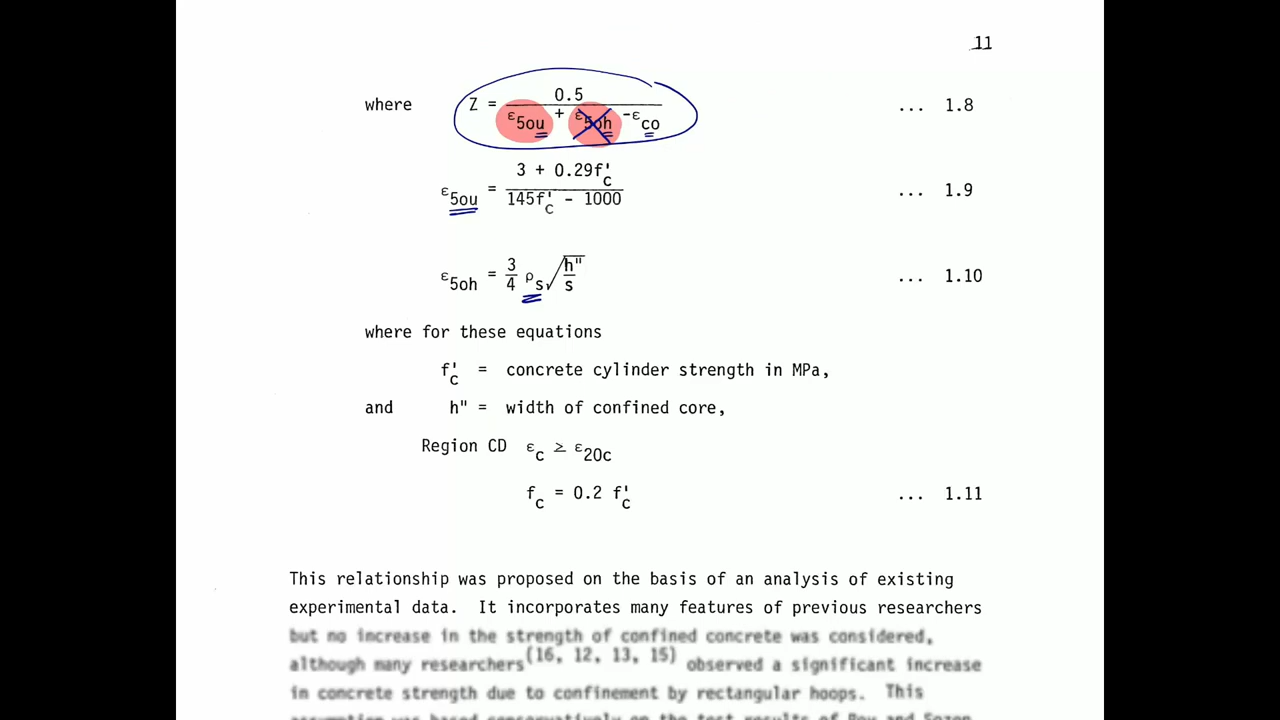 11
where Z = 0.5 / (ε50u + ε50h - εco) ... 1.8
ε50u = (3 + 0.29f'c) / (145f'c - 1000) ... 1.9
ε50h = 3/4 ρs √(h"/s) ... 1.10
where for these equations
f'c = concrete cylinder strength in MPa,
and h" = width of confined core,
Region CD εc ≥ ε20c
fc = 0.2 f'c ... 1.11
This relationship was proposed on the basis of an analysis of existing
experimental data. It incorporates many features of previous researchers
but no increase in the strength of confined concrete was considered,
although many researchers(16, 12, 13, 15) observed a significant increase
in concrete strength due to confinement by rectangular hoops. This